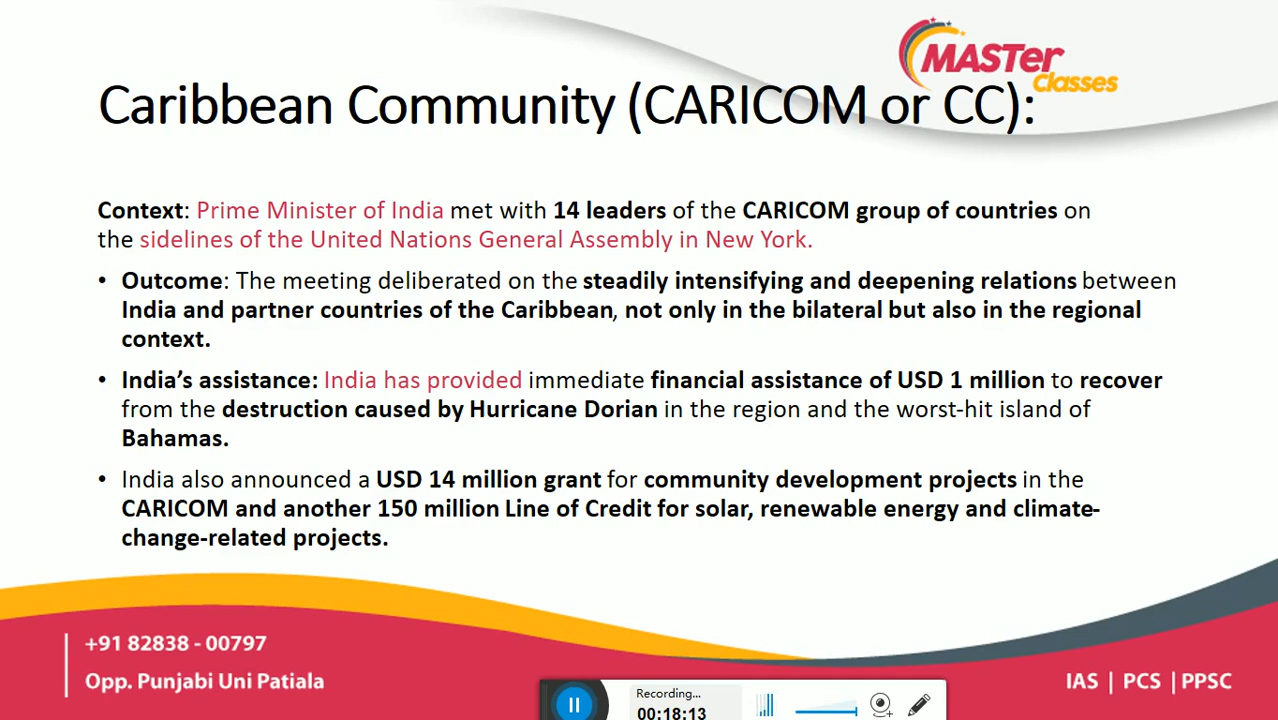 MASTer
Classes
Caribbean Community (CARICOM or CC):
Context: Prime Minister of India met with 14 leaders of the CARICOM group of countries on
the sidelines of the United Nations General Assembly in New York.
• Outcome: The meeting deliberated on the steadily intensifying and deepening relations between
India and partner countries of the Caribbean, not only in the bilateral but also in the regional
context.
• India’s assistance: India has provided immediate financial assistance of USD 1 million to recover
from the destruction caused by Hurricane Dorian in the region and the worst-hit island of
Bahamas.
• India also announced a USD 14 million grant for community development projects in the
CARICOM and another 150 million Line of Credit for solar, renewable energy and climate-
change-related projects.
+91 82838 - 00797
Opp. Punjabi Uni Patiala
IAS | PCS | PPSC
Recording...
00:18:13